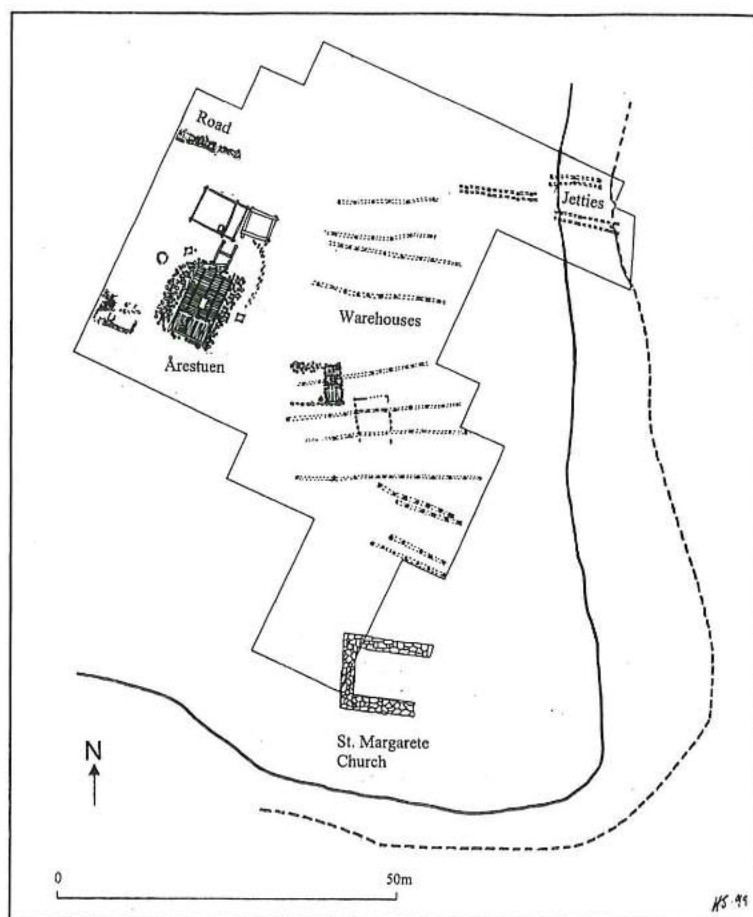 Road
Jetties
Warehouses
Årestuen
St. Margarete
Church
N
0 50m